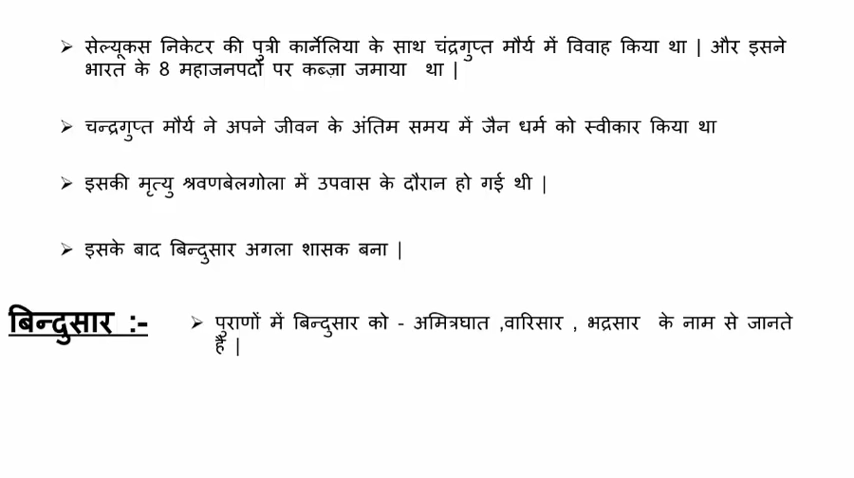 ➢ सेल्यूकस निकेटर की पुत्री कार्नेलिया के साथ चंद्रगुप्त मौर्य में विवाह किया था | और इसने
भारत के 8 महाजनपदों पर कब्ज़ा जमाया था |
➢ चन्द्रगुप्त मौर्य ने अपने जीवन के अंतिम समय में जैन धर्म को स्वीकार किया था
➢ इसकी मृत्यु श्रवणबेलगोला में उपवास के दौरान हो गई थी |
➢ इसके बाद बिन्दुसार अगला शासक बना |
बिन्दुसार :- ➢ पुराणों में बिन्दुसार को - अमित्रघात ,वारिसार , भद्रसार के नाम से जानते
हैं |